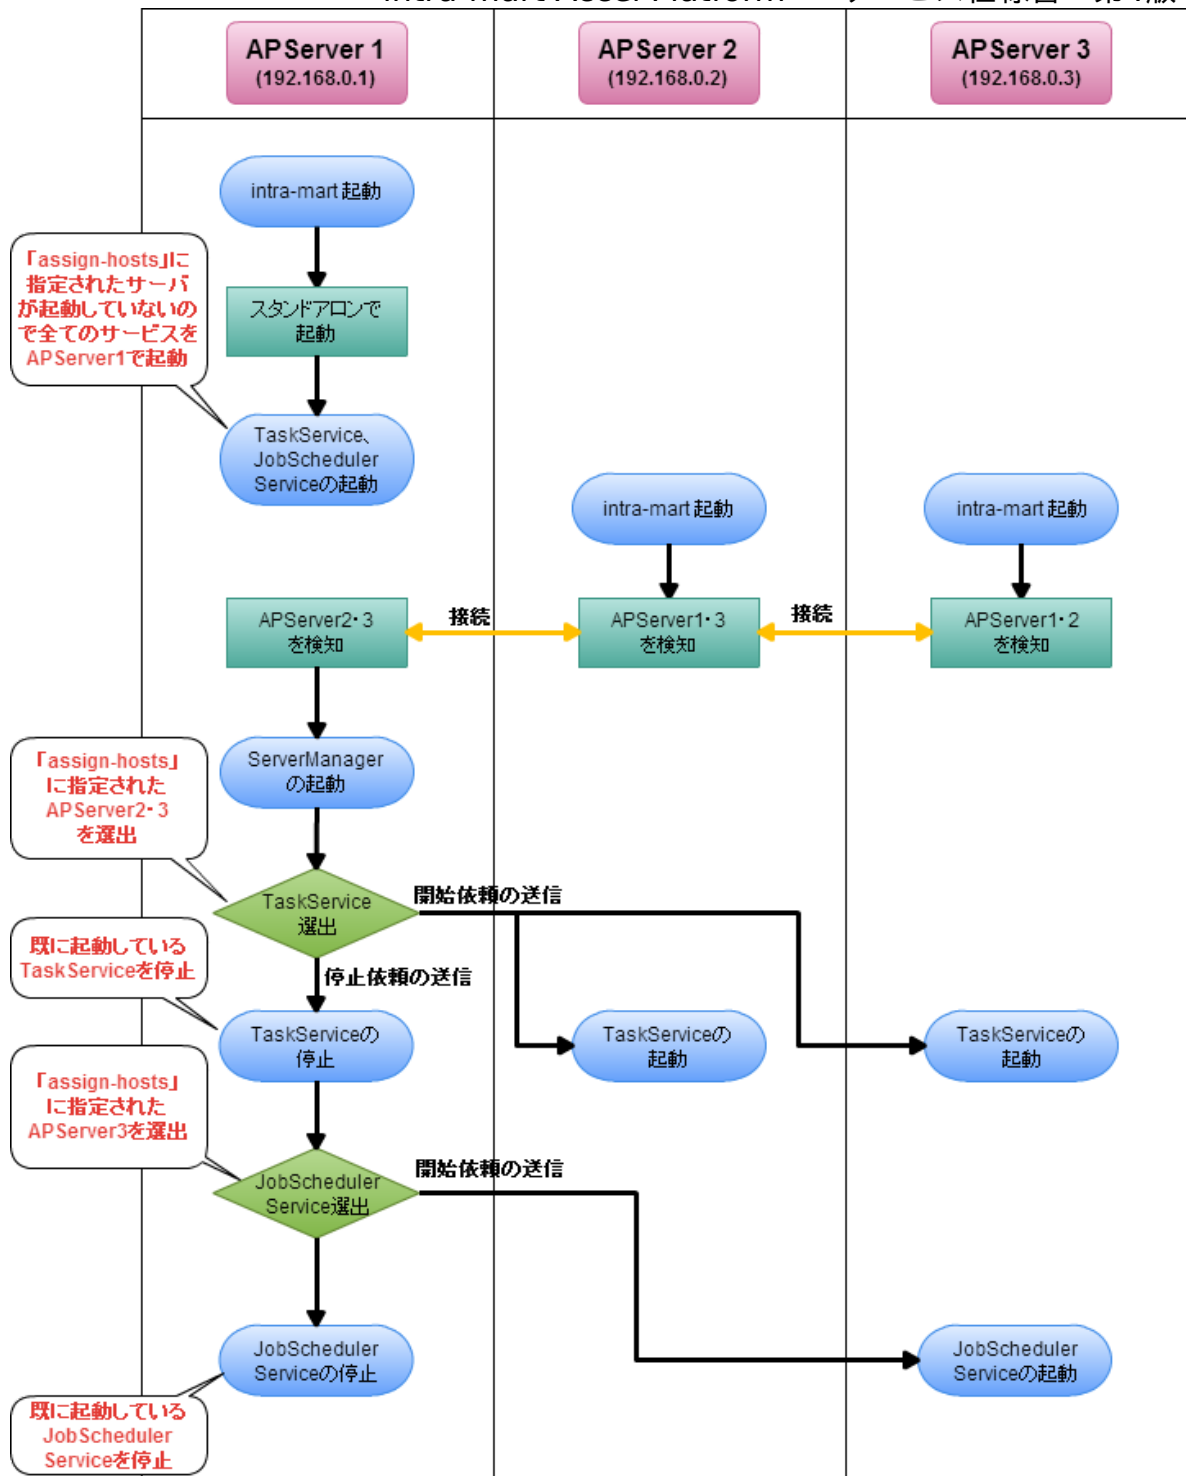 intra-mart Accel Platform
APServer 1
(192.168.0.1)
APServer 2
(192.168.0.2)
APServer 3
(192.168.0.3)
intra-mart 起動
「assign-hosts」に
指定されたサーバ
が起動していないの
で全てのサービスを
APServer1で起動
スタンドアロンで
起動
TaskService、
JobScheduler
Serviceの起動
intra-mart 起動
intra-mart 起動
APServer2・3
を検知
接続
APServer1・3
を検知
接続
APServer1・2
を検知
ServerManager
の起動
「assign-hosts」
に指定された
APServer2・3
を選出
TaskService
選出
開始依頼の送信
既に起動している
TaskServiceを停止
停止依頼の送信
TaskServiceの
停止
TaskServiceの
起動
TaskServiceの
起動
「assign-hosts」
に指定された
APServer3を選出
JobScheduler
Service選出
開始依頼の送信
JobScheduler
Serviceの停止
JobScheduler
Serviceの起動
既に起動している
JobScheduler
Serviceを停止